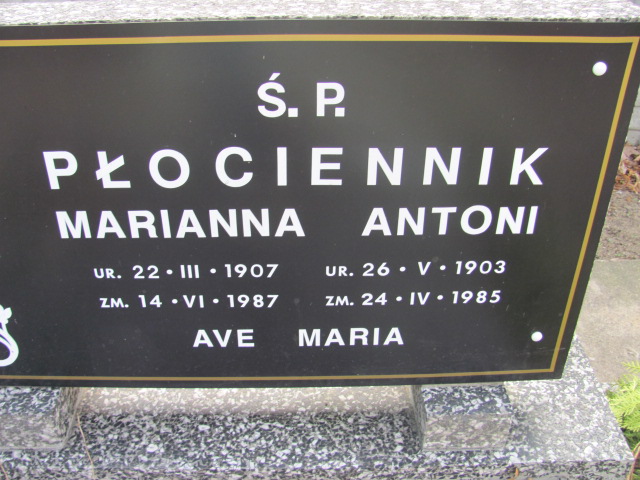 Ś. P.
PŁOCIENNIK
MARIANNA ANTONI
UR. 22 · III · 1907 UR. 26 · V · 1903
ZM. 14 · VI · 1987 ZM. 24 · IV · 1985
AVE MARIA